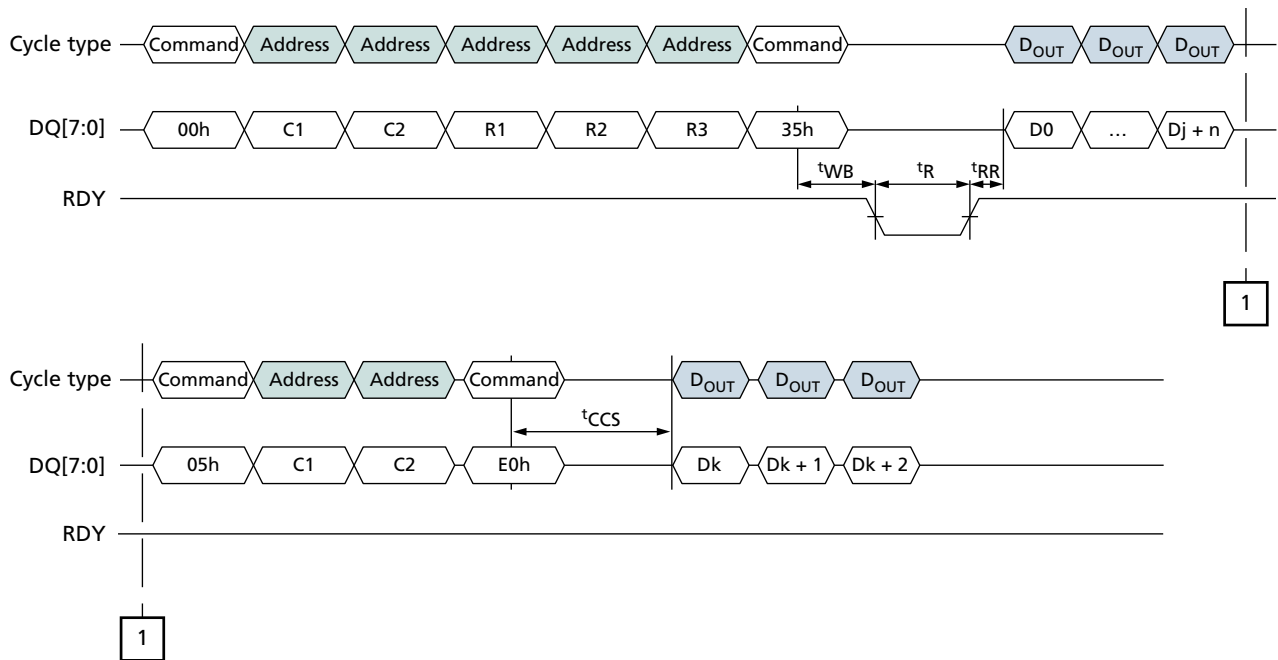 Cycle type Command Address Address Address Address Address Command DOUT DOUT DOUT
DQ[7:0] 00h C1 C2 R1 R2 R3 35h D0 ... Dj + n
tWB tR tRR
RDY
1
Cycle type Command Address Address Command DOUT DOUT DOUT
tCCS
DQ[7:0] 05h C1 C2 E0h Dk Dk + 1 Dk + 2
RDY
1